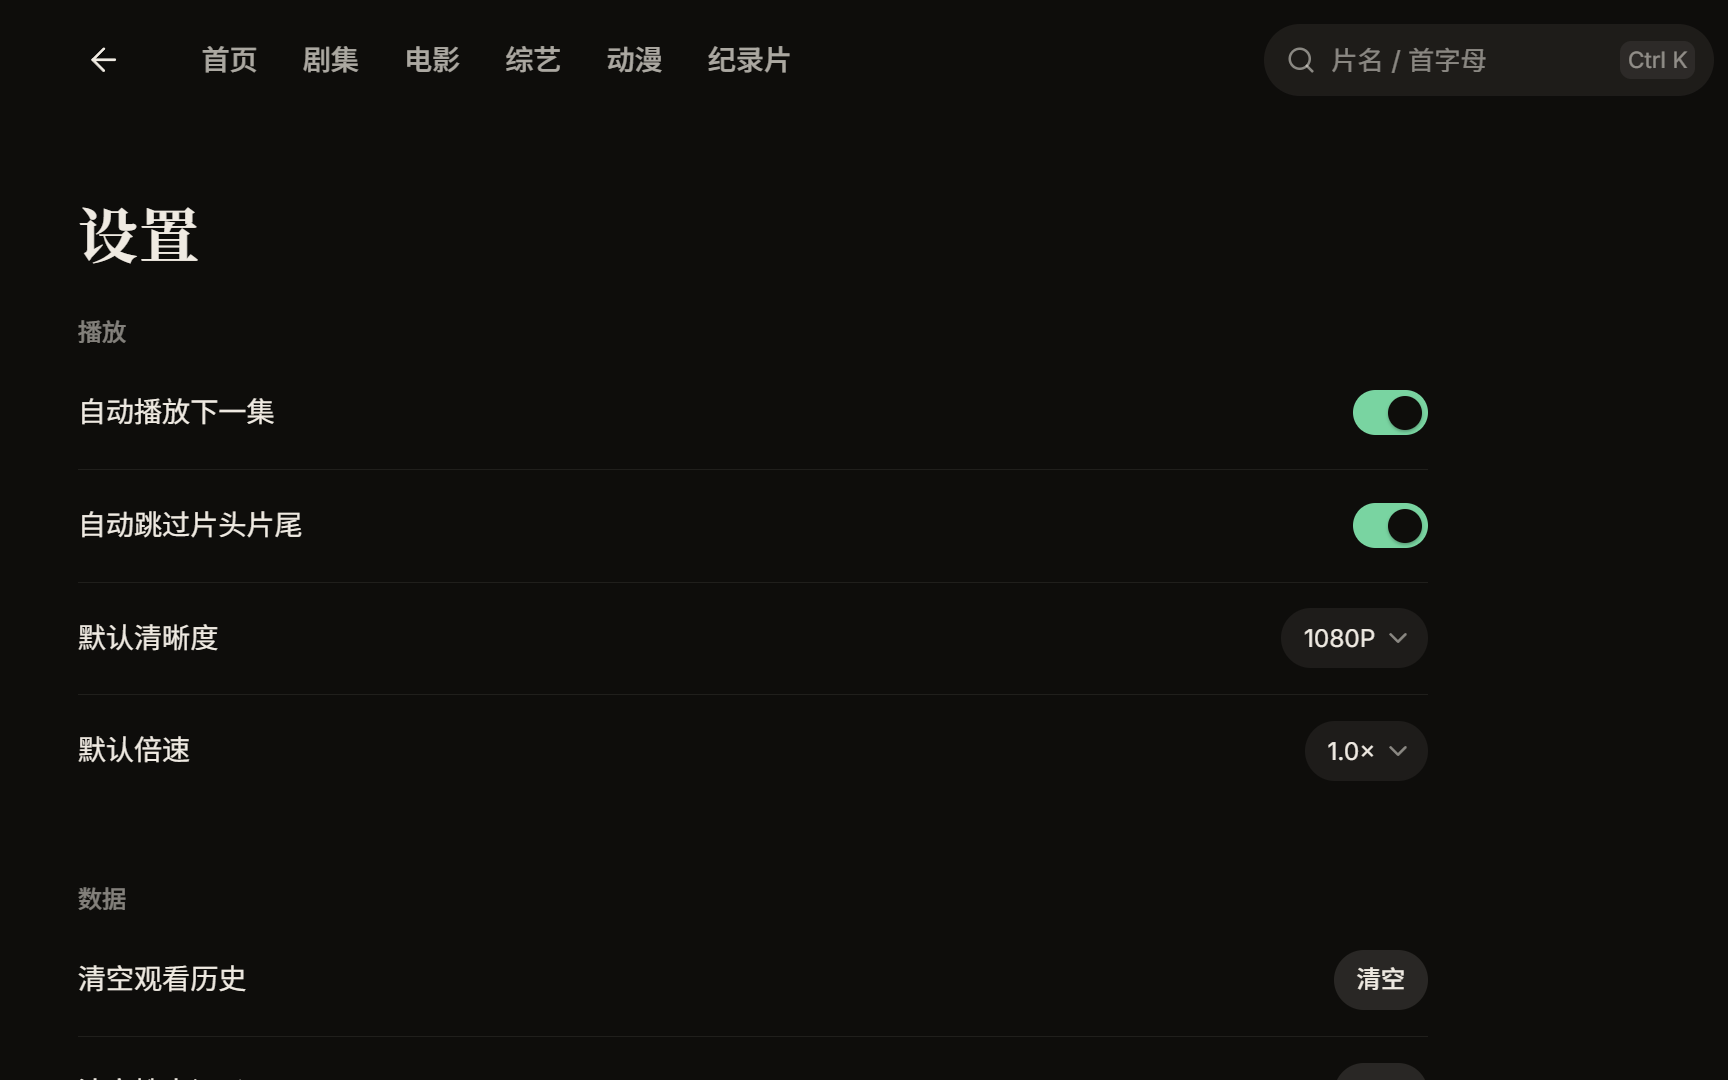 首页 剧集 电影 综艺 动漫 纪录片 片名 / 首字母 Ctrl K
设置
播放
自动播放下一集
自动跳过片头片尾
默认清晰度 1080P
默认倍速 1.0×
数据
清空观看历史 清空